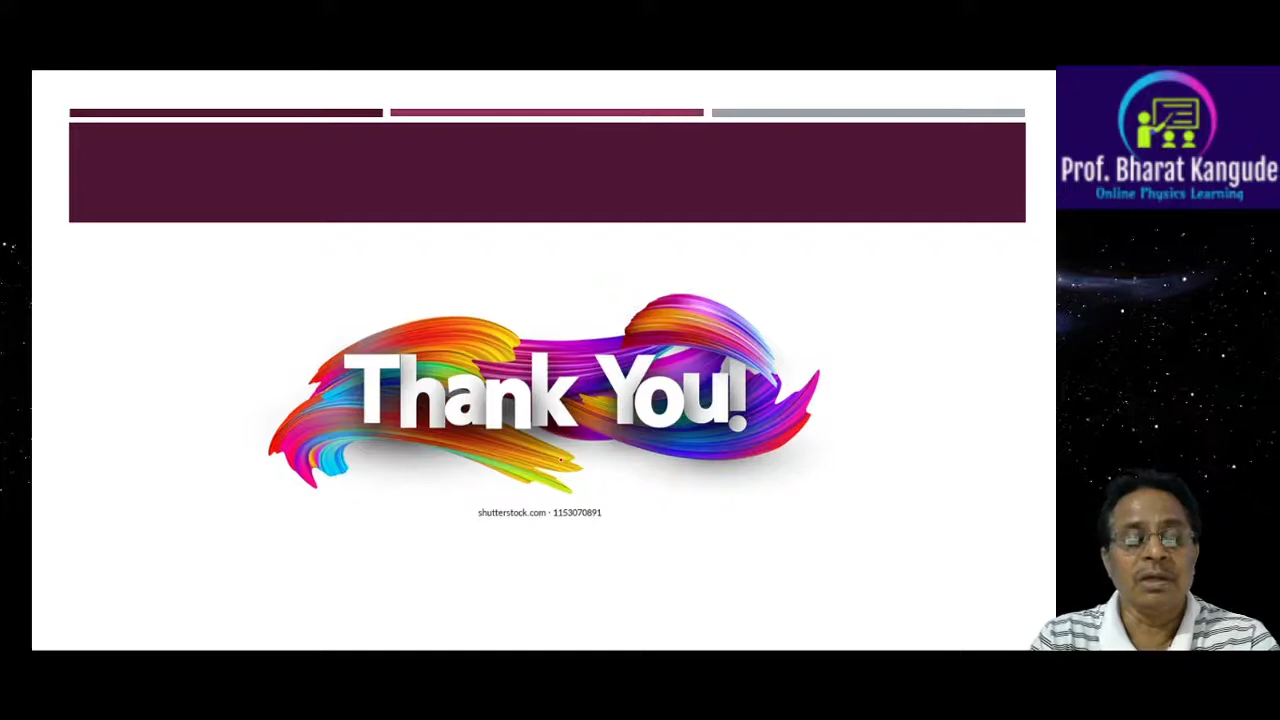 Prof. Bharat Kangude
Online Physics Learning
Thank You!
shutterstock.com · 1153070891